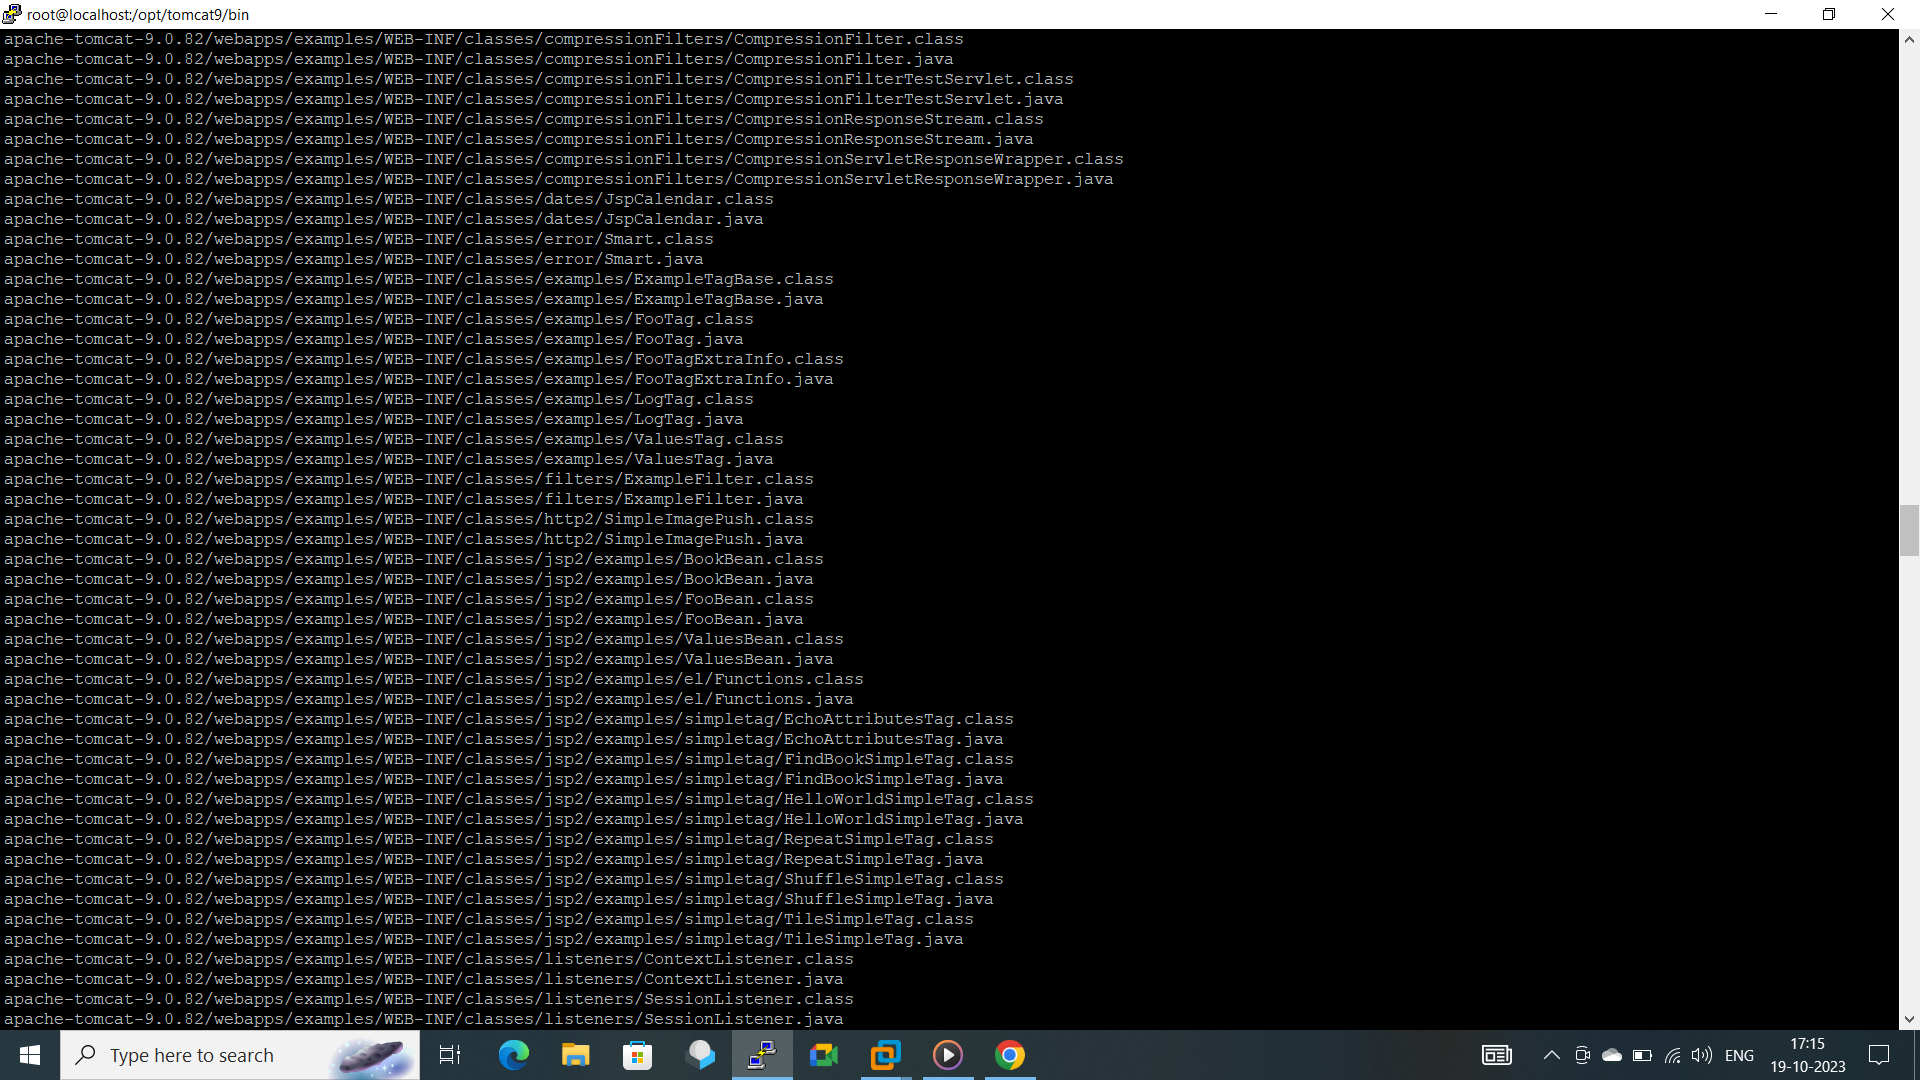 root@localhost:/opt/tomcat9/bin
apache-tomcat-9.0.82/webapps/examples/WEB-INF/classes/compressionFilters/CompressionFilter.class
apache-tomcat-9.0.82/webapps/examples/WEB-INF/classes/compressionFilters/CompressionFilter.java
apache-tomcat-9.0.82/webapps/examples/WEB-INF/classes/compressionFilters/CompressionFilterTestServlet.class
apache-tomcat-9.0.82/webapps/examples/WEB-INF/classes/compressionFilters/CompressionFilterTestServlet.java
apache-tomcat-9.0.82/webapps/examples/WEB-INF/classes/compressionFilters/CompressionResponseStream.class
apache-tomcat-9.0.82/webapps/examples/WEB-INF/classes/compressionFilters/CompressionResponseStream.java
apache-tomcat-9.0.82/webapps/examples/WEB-INF/classes/compressionFilters/CompressionServletResponseWrapper.class
apache-tomcat-9.0.82/webapps/examples/WEB-INF/classes/compressionFilters/CompressionServletResponseWrapper.java
apache-tomcat-9.0.82/webapps/examples/WEB-INF/classes/dates/JspCalendar.class
apache-tomcat-9.0.82/webapps/examples/WEB-INF/classes/dates/JspCalendar.java
apache-tomcat-9.0.82/webapps/examples/WEB-INF/classes/error/Smart.class
apache-tomcat-9.0.82/webapps/examples/WEB-INF/classes/error/Smart.java
apache-tomcat-9.0.82/webapps/examples/WEB-INF/classes/examples/ExampleTagBase.class
apache-tomcat-9.0.82/webapps/examples/WEB-INF/classes/examples/ExampleTagBase.java
apache-tomcat-9.0.82/webapps/examples/WEB-INF/classes/examples/FooTag.class
apache-tomcat-9.0.82/webapps/examples/WEB-INF/classes/examples/FooTag.java
apache-tomcat-9.0.82/webapps/examples/WEB-INF/classes/examples/FooTagExtraInfo.class
apache-tomcat-9.0.82/webapps/examples/WEB-INF/classes/examples/FooTagExtraInfo.java
apache-tomcat-9.0.82/webapps/examples/WEB-INF/classes/examples/LogTag.class
apache-tomcat-9.0.82/webapps/examples/WEB-INF/classes/examples/LogTag.java
apache-tomcat-9.0.82/webapps/examples/WEB-INF/classes/examples/ValuesTag.class
apache-tomcat-9.0.82/webapps/examples/WEB-INF/classes/examples/ValuesTag.java
apache-tomcat-9.0.82/webapps/examples/WEB-INF/classes/filters/ExampleFilter.class
apache-tomcat-9.0.82/webapps/examples/WEB-INF/classes/filters/ExampleFilter.java
apache-tomcat-9.0.82/webapps/examples/WEB-INF/classes/http2/SimpleImagePush.class
apache-tomcat-9.0.82/webapps/examples/WEB-INF/classes/http2/SimpleImagePush.java
apache-tomcat-9.0.82/webapps/examples/WEB-INF/classes/jsp2/examples/BookBean.class
apache-tomcat-9.0.82/webapps/examples/WEB-INF/classes/jsp2/examples/BookBean.java
apache-tomcat-9.0.82/webapps/examples/WEB-INF/classes/jsp2/examples/FooBean.class
apache-tomcat-9.0.82/webapps/examples/WEB-INF/classes/jsp2/examples/FooBean.java
apache-tomcat-9.0.82/webapps/examples/WEB-INF/classes/jsp2/examples/ValuesBean.class
apache-tomcat-9.0.82/webapps/examples/WEB-INF/classes/jsp2/examples/ValuesBean.java
apache-tomcat-9.0.82/webapps/examples/WEB-INF/classes/jsp2/examples/el/Functions.class
apache-tomcat-9.0.82/webapps/examples/WEB-INF/classes/jsp2/examples/el/Functions.java
apache-tomcat-9.0.82/webapps/examples/WEB-INF/classes/jsp2/examples/simpletag/EchoAttributesTag.class
apache-tomcat-9.0.82/webapps/examples/WEB-INF/classes/jsp2/examples/simpletag/EchoAttributesTag.java
apache-tomcat-9.0.82/webapps/examples/WEB-INF/classes/jsp2/examples/simpletag/FindBookSimpleTag.class
apache-tomcat-9.0.82/webapps/examples/WEB-INF/classes/jsp2/examples/simpletag/FindBookSimpleTag.java
apache-tomcat-9.0.82/webapps/examples/WEB-INF/classes/jsp2/examples/simpletag/HelloWorldSimpleTag.class
apache-tomcat-9.0.82/webapps/examples/WEB-INF/classes/jsp2/examples/simpletag/HelloWorldSimpleTag.java
apache-tomcat-9.0.82/webapps/examples/WEB-INF/classes/jsp2/examples/simpletag/RepeatSimpleTag.class
apache-tomcat-9.0.82/webapps/examples/WEB-INF/classes/jsp2/examples/simpletag/RepeatSimpleTag.java
apache-tomcat-9.0.82/webapps/examples/WEB-INF/classes/jsp2/examples/simpletag/ShuffleSimpleTag.class
apache-tomcat-9.0.82/webapps/examples/WEB-INF/classes/jsp2/examples/simpletag/ShuffleSimpleTag.java
apache-tomcat-9.0.82/webapps/examples/WEB-INF/classes/jsp2/examples/simpletag/TileSimpleTag.class
apache-tomcat-9.0.82/webapps/examples/WEB-INF/classes/jsp2/examples/simpletag/TileSimpleTag.java
apache-tomcat-9.0.82/webapps/examples/WEB-INF/classes/listeners/ContextListener.class
apache-tomcat-9.0.82/webapps/examples/WEB-INF/classes/listeners/ContextListener.java
apache-tomcat-9.0.82/webapps/examples/WEB-INF/classes/listeners/SessionListener.class
apache-tomcat-9.0.82/webapps/examples/WEB-INF/classes/listeners/SessionListener.java
Type here to search
ENG
17:15
19-10-2023